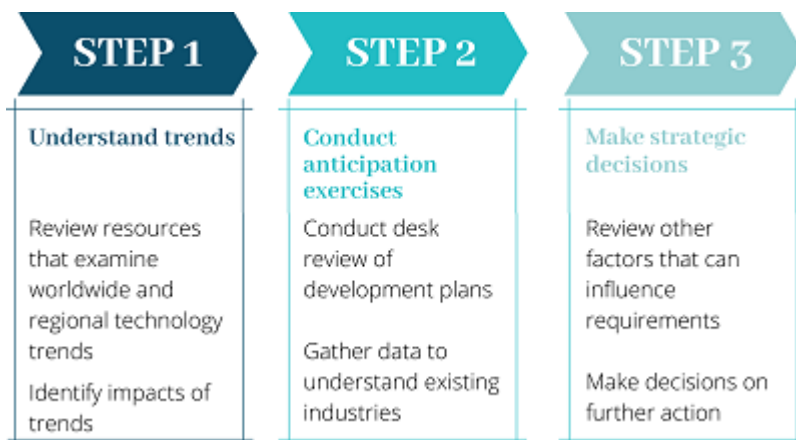 STEP 1
Understand trends
Review resources
that examine
worldwide and
regional technology
trends
Identify impacts of
trends
STEP 2
Conduct
anticipation
exercises
Conduct desk
review of
development plans
Gather data to
understand existing
industries
STEP 3
Make strategic
decisions
Review other
factors that can
influence
requirements
Make decisions on
further action